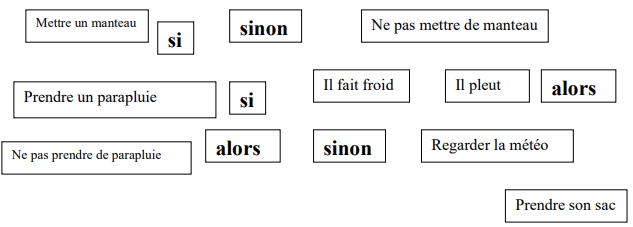 Mettre un manteau
si
sinon
Ne pas mettre de manteau
Prendre un parapluie
si
Il fait froid
Il pleut
alors
Ne pas prendre de parapluie
alors
sinon
Regarder la météo
Prendre son sac